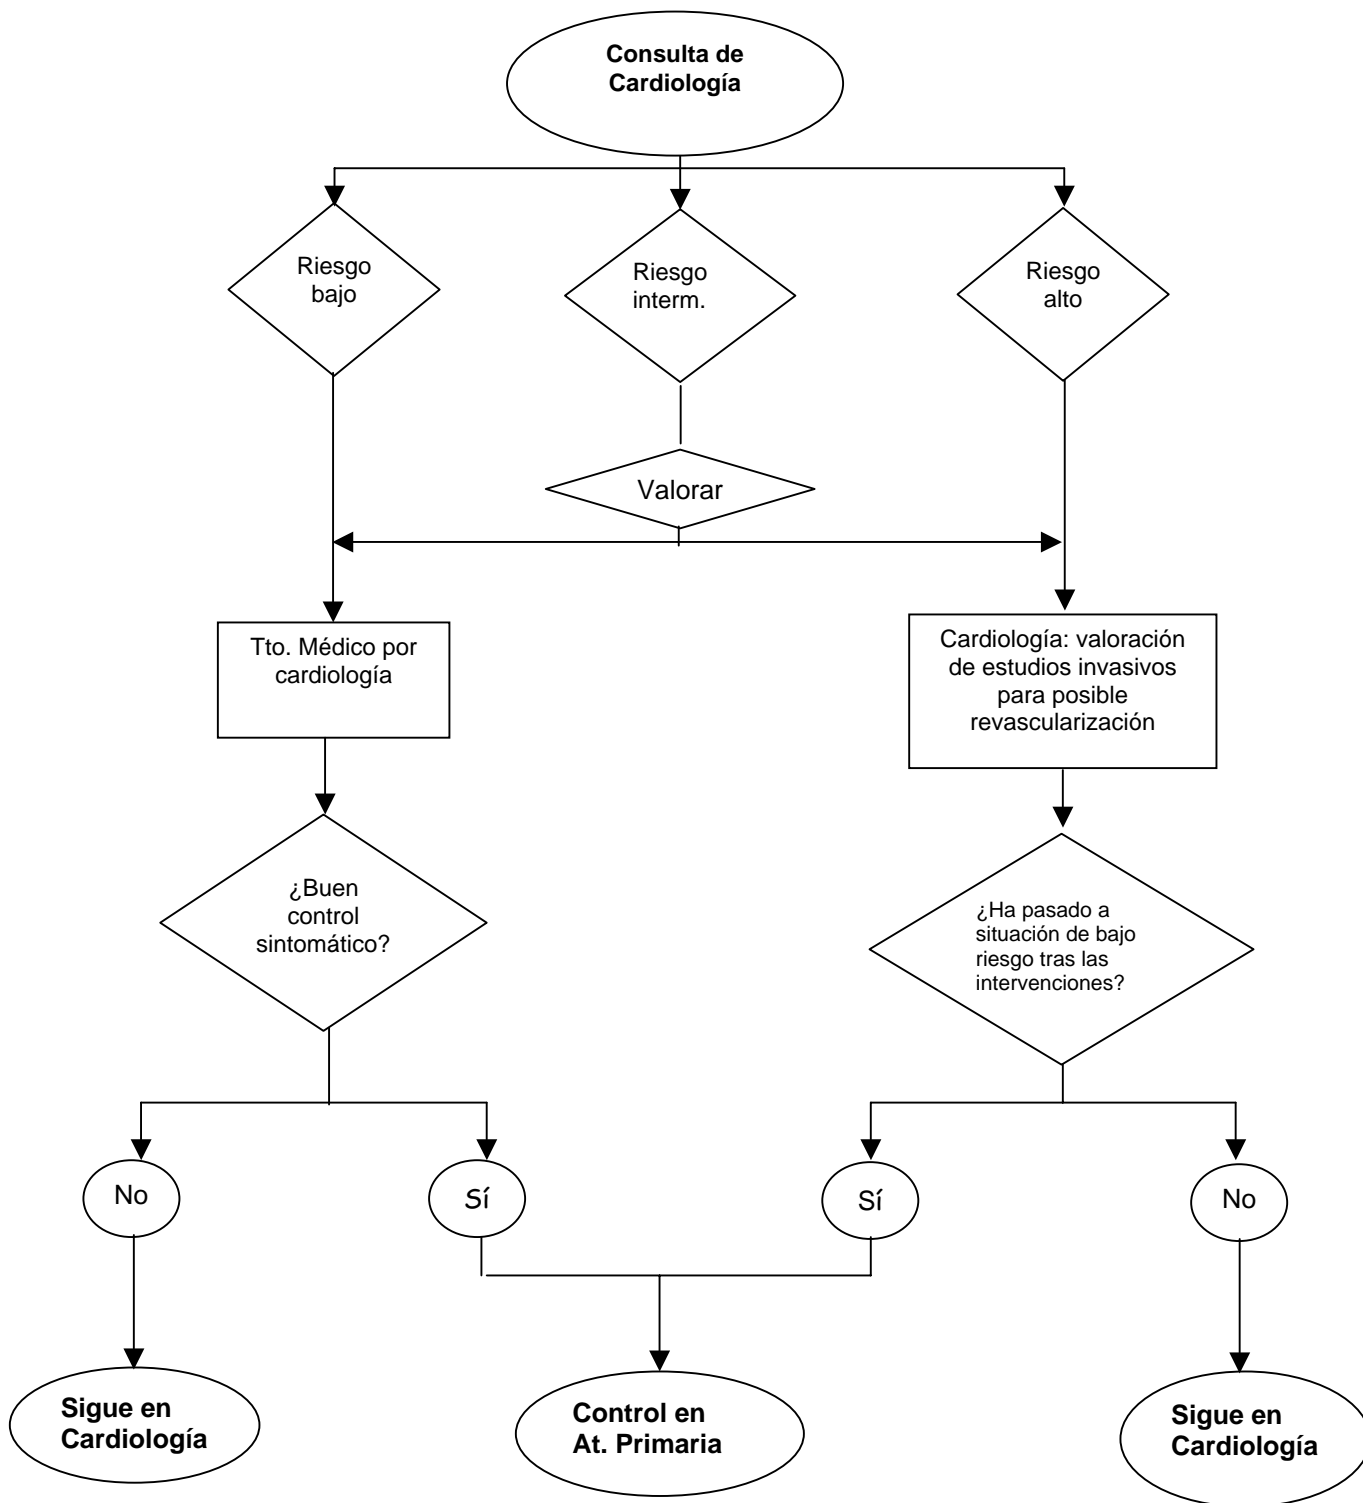 Consulta de
Cardiología
Riesgo
bajo
Riesgo
interm.
Riesgo
alto
Valorar
Tto. Médico por
cardiología
Cardiología: valoración
de estudios invasivos
para posible
revascularización
¿Buen
control
sintomático?
¿Ha pasado a
situación de bajo
riesgo tras las
intervenciones?
No
Sí
Sí
No
Sigue en
Cardiología
Control en
At. Primaria
Sigue en
Cardiología